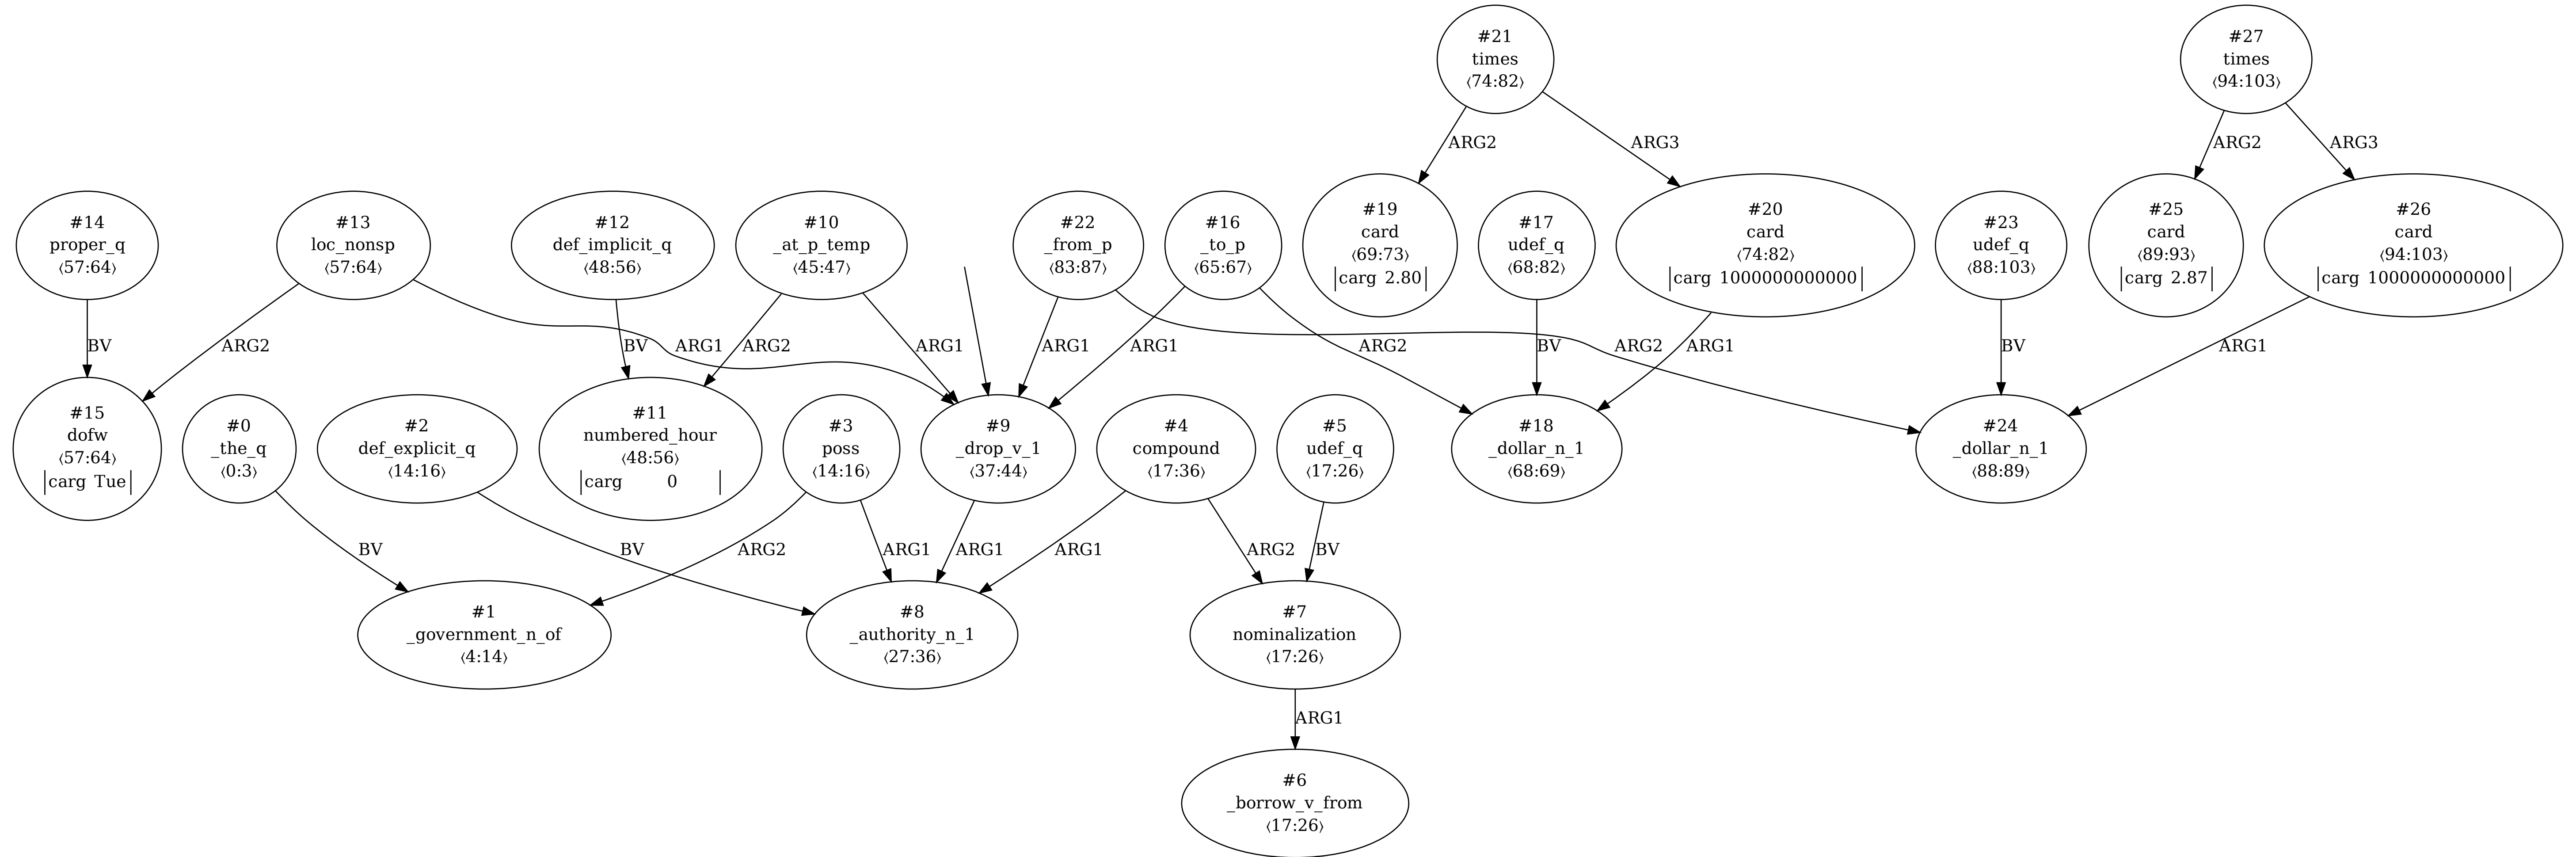 #21
times
⟨74:82⟩
#27
times
⟨94:103⟩
ARG2
ARG3
ARG2
ARG3
#14
proper_q
⟨57:64⟩
#13
loc_nonsp
⟨57:64⟩
#12
def_implicit_q
⟨48:56⟩
#10
_at_p_temp
⟨45:47⟩
#22
_from_p
⟨83:87⟩
#16
_to_p
⟨65:67⟩
#19
card
⟨69:73⟩
carg 2.80
#17
udef_q
⟨68:82⟩
#20
card
⟨74:82⟩
carg 1000000000000
#23
udef_q
⟨88:103⟩
#25
card
⟨89:93⟩
carg 2.87
#26
card
⟨94:103⟩
carg 1000000000000
BV
ARG2
BV
ARG1
ARG2
ARG1
ARG1
ARG1
ARG2
BV
ARG2
ARG1
BV
ARG1
#15
dofw
⟨57:64⟩
carg Tue
#0
_the_q
⟨0:3⟩
#2
def_explicit_q
⟨14:16⟩
#11
numbered_hour
⟨48:56⟩
carg 0
#3
poss
⟨14:16⟩
#9
_drop_v_1
⟨37:44⟩
#4
compound
⟨17:36⟩
#5
udef_q
⟨17:26⟩
#18
_dollar_n_1
⟨68:69⟩
#24
_dollar_n_1
⟨88:89⟩
BV
BV
ARG2
ARG1
ARG1
ARG1
ARG2
BV
#1
_government_n_of
⟨4:14⟩
#8
_authority_n_1
⟨27:36⟩
#7
nominalization
⟨17:26⟩
ARG1
#6
_borrow_v_from
⟨17:26⟩